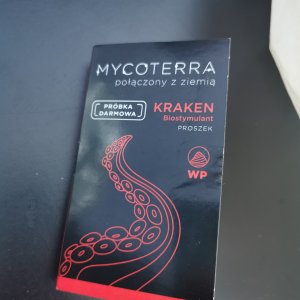 MYCOTERRA
połączony z ziemią
PRÓBKA
DARMOWA
KRAKEN
Biostymulant
PROSZEK
WP